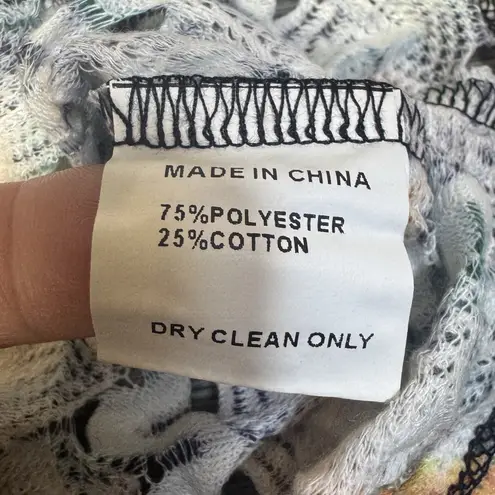 MADE IN CHINA
75%POLYESTER
25%COTTON
DRY CLEAN ONLY